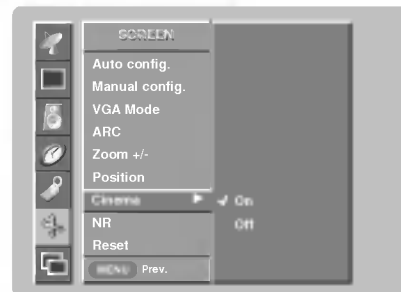 SCREEN
Auto config.
Manual config.
VGA Mode
ARC
Zoom +/-
Position
Cinema
On
NR
Off
Reset
MENU Prev.